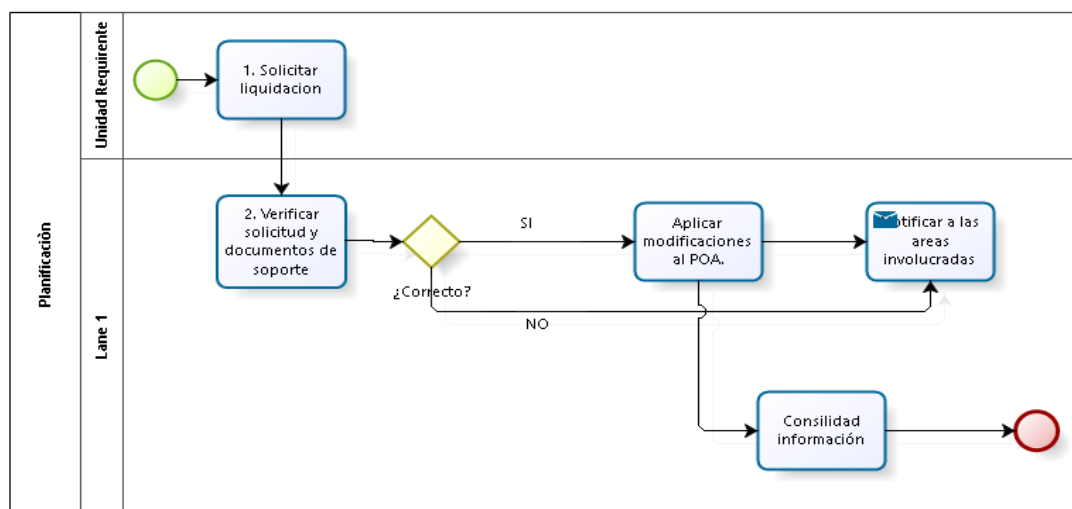 Planificaciòn
Unidad Requirente
1. Solicitar
liquidacion
Lane 1
2. Verificar
solicitud y
documentos de
soporte
¿Correcto?
SI
NO
Aplicar
modificaciones
al POA.
otificar a las
areas
involucradas
Consilidad
información